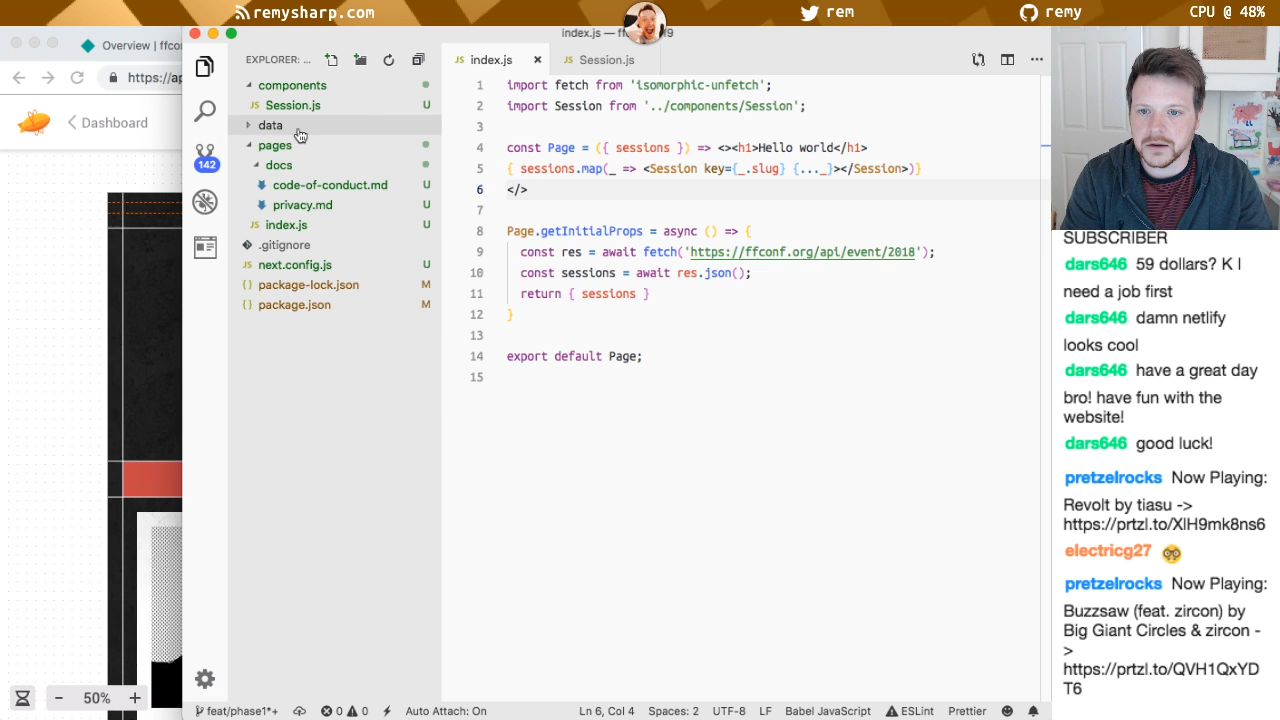 remysharp.com
rem
remy
CPU @ 48%
Overview | ffco
https://ap
Dashboard
50%
index.js — ff
f9
EXPLORER: ...
components
Session.js U
data
pages
docs
code-of-conduct.md U
privacy.md U
index.js U
.gitignore
next.config.js U
package-lock.json M
package.json M
142
index.js
Session.js
1 import fetch from 'isomorphic-unfetch';
2 import Session from '../components/Session';
3
4 const Page = ({ sessions }) => <><h1>Hello world</h1>
5 { sessions.map(_ => <Session key={_.slug} {..._}></Session>)}
6 </>
7
8 Page.getInitialProps = async () => {
9 const res = await fetch('https://ffconf.org/api/event/2018');
10 const sessions = await res.json();
11 return { sessions }
12 }
13
14 export default Page;
15
feat/phase1*+
0 0
Auto Attach: On
Ln 6, Col 4
Spaces: 2
UTF-8
LF
Babel JavaScript
ESLint
Prettier
SUBSCRIBER
dars646 59 dollars? K I
need a job first
dars646 damn netlify
looks cool
dars646 have a great day
bro! have fun with the
website!
dars646 good luck!
pretzelrocks Now Playing:
Revolt by tiasu ->
https://prtzl.to/XlH9mk8ns6
electricg27
pretzelrocks Now Playing:
Buzzsaw (feat. zircon) by
Big Giant Circles & zircon -
>
https://prtzl.to/QVH1QxYD
T6